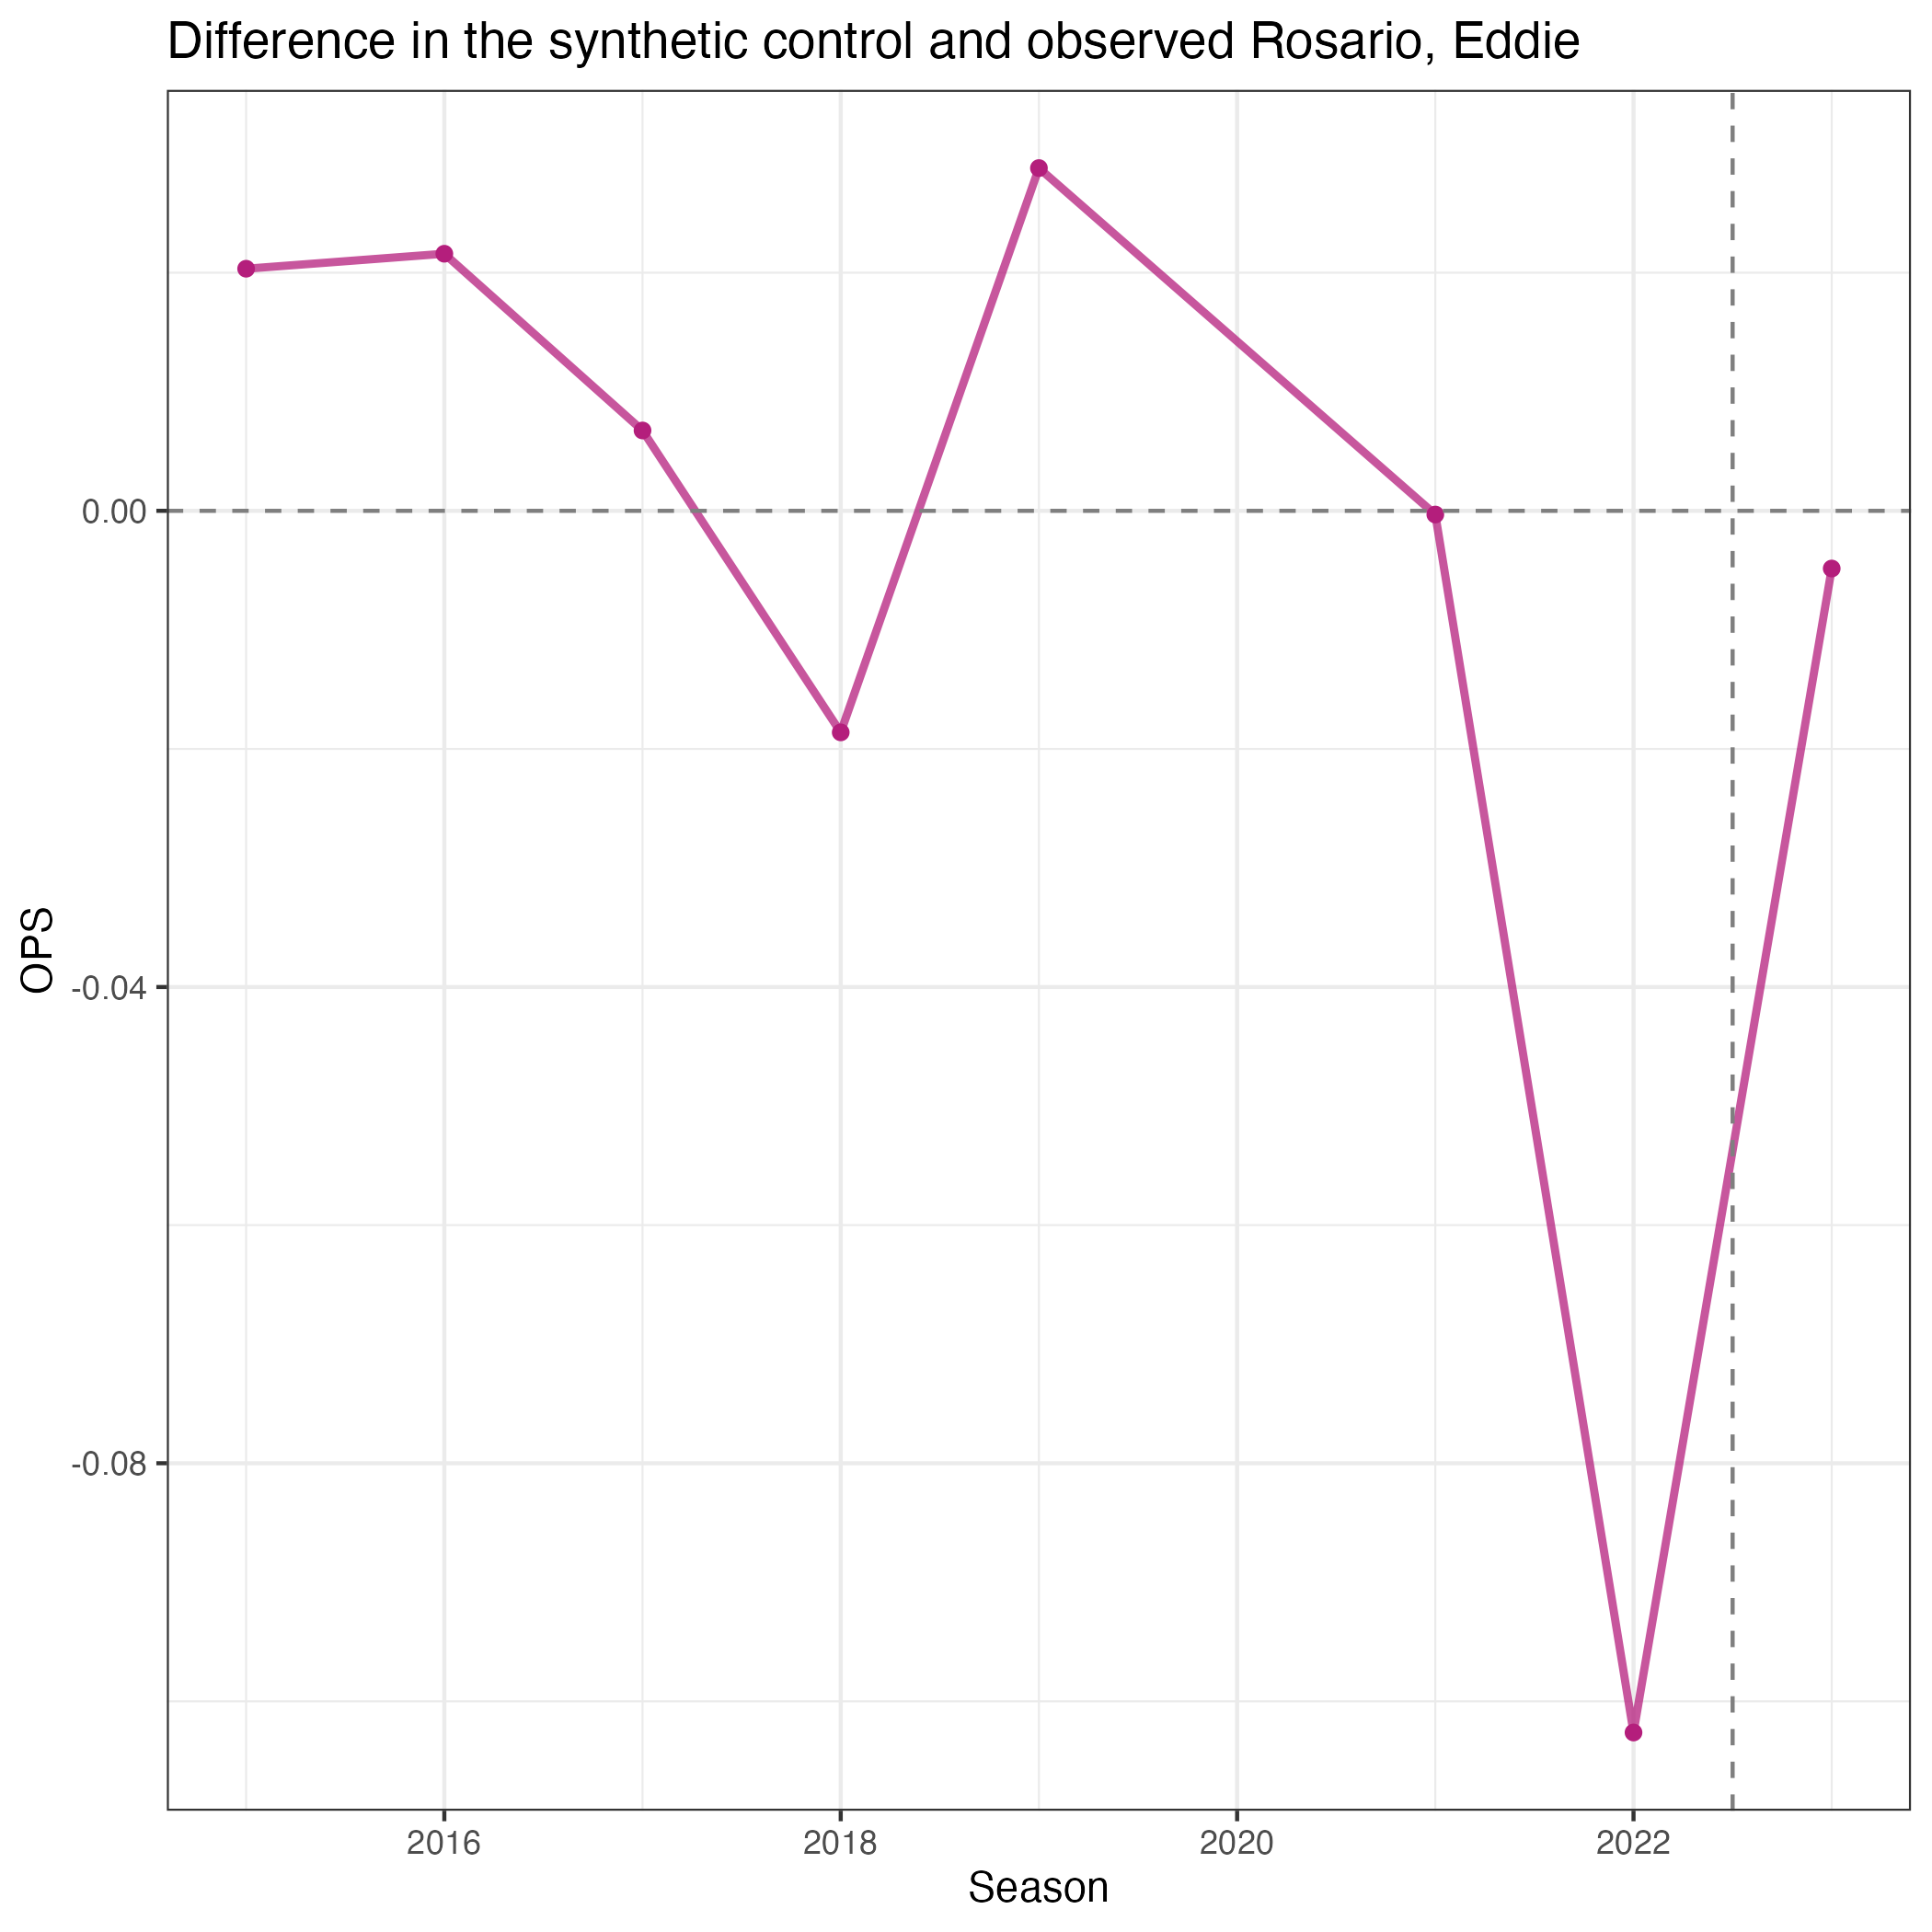 Difference in the synthetic control and observed Rosario, Eddie
0.00
-0.04
-0.08
OPS
2016 2018 2020 2022
Season